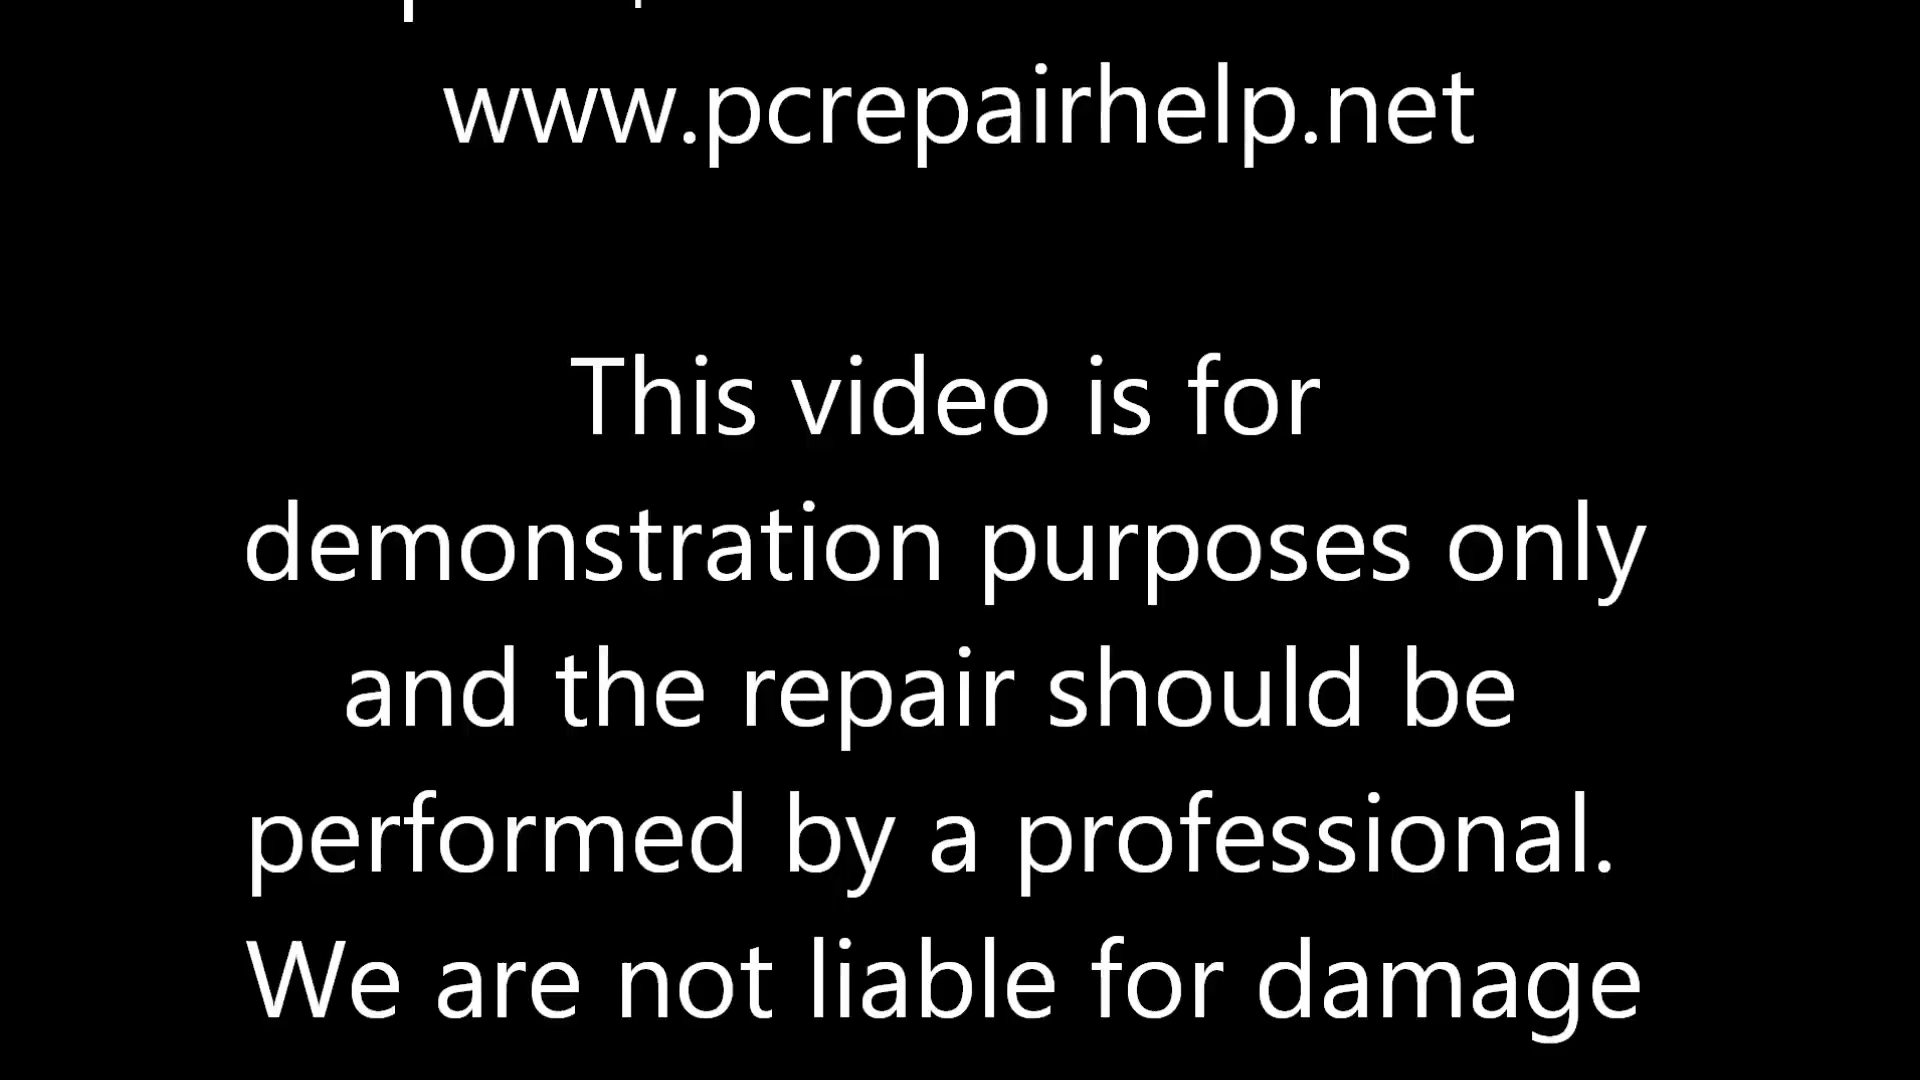 www.pcrepairhelp.net
This video is for
demonstration purposes only
and the repair should be
performed by a professional.
We are not liable for damage